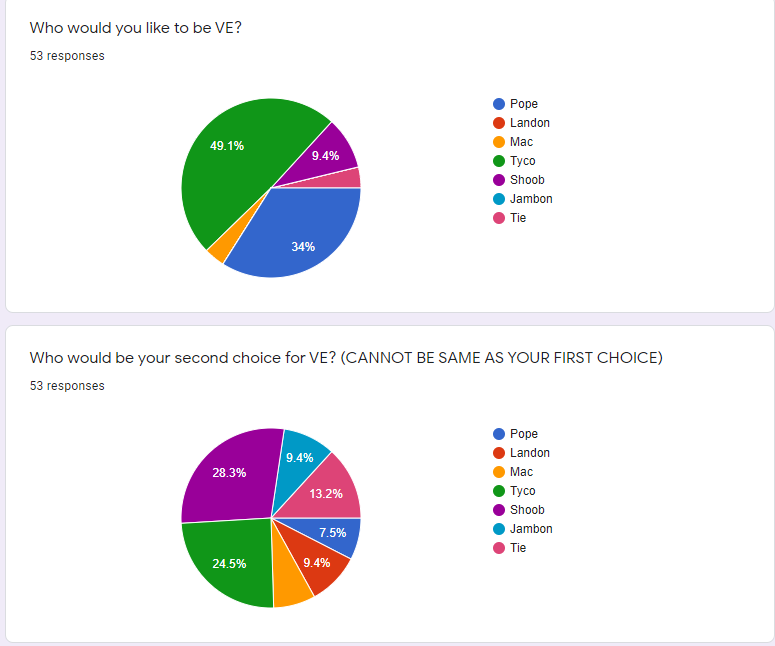 Who would you like to be VE?
53 responses
49.1%
9.4%
34%
Pope
Landon
Mac
Tyco
Shoob
Jambon
Tie
Who would be your second choice for VE? (CANNOT BE SAME AS YOUR FIRST CHOICE)
53 responses
28.3%
9.4%
13.2%
7.5%
9.4%
24.5%
Pope
Landon
Mac
Tyco
Shoob
Jambon
Tie